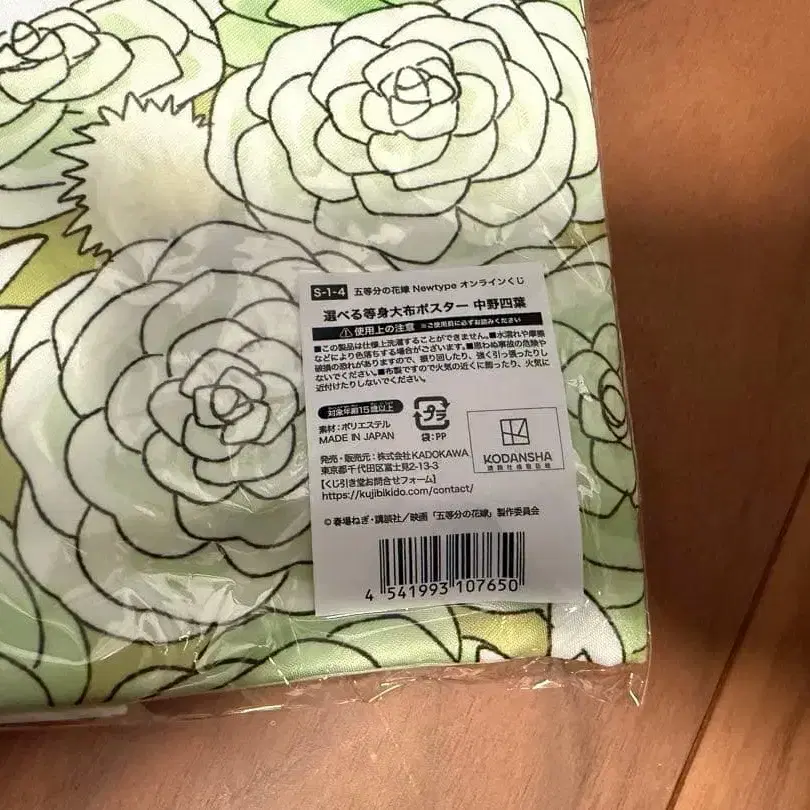 S-1-4 五等分の花嫁 Newtype オンラインくじ
選べる等身大布ポスター 中野四葉
使用上の注意 ※ご使用前に必ずお読みください
■この製品は仕様上洗濯することができません。■水濡れや摩擦
などにより色落ちする場合がございます。■思わぬ事故の危険や
破損の恐れがありますので、振り回したり、強く引っ張ったりし
ないでください。■布製ですので火気の近くに飾ったり、火気に
近付けたりしないでください。
対象年齢15歳以上
素材:ポリエステル
MADE IN JAPAN
プラ
袋:PP
KODANSHA
発売・販売元:株式会社KADOKAWA
東京都千代田区富士見2-13-3
【くじ引き堂お問合せフォーム】
https://kujibikido.com/contact/
©春場ねぎ・講談社/映画「五等分の花嫁」製作委員会
4 541993 107650